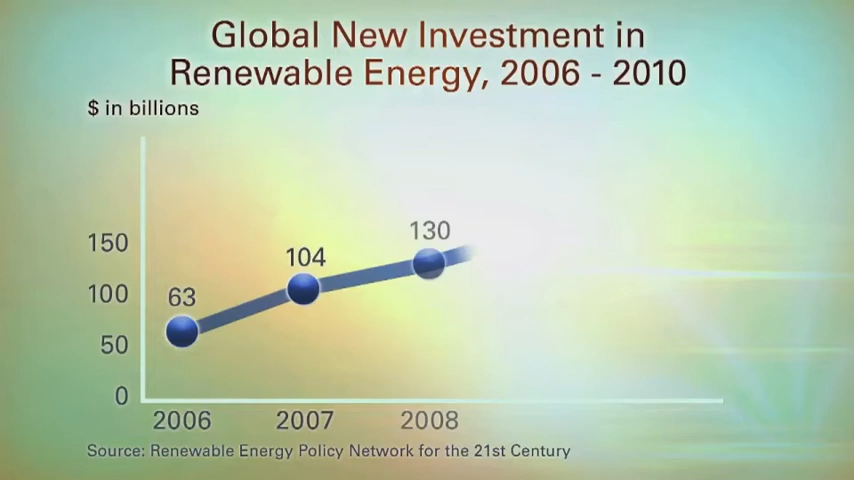 Global New Investment in
Renewable Energy, 2006 - 2010
$ in billions
150
100
50
0
63
104
130
2006 2007 2008
Source: Renewable Energy Policy Network for the 21st Century